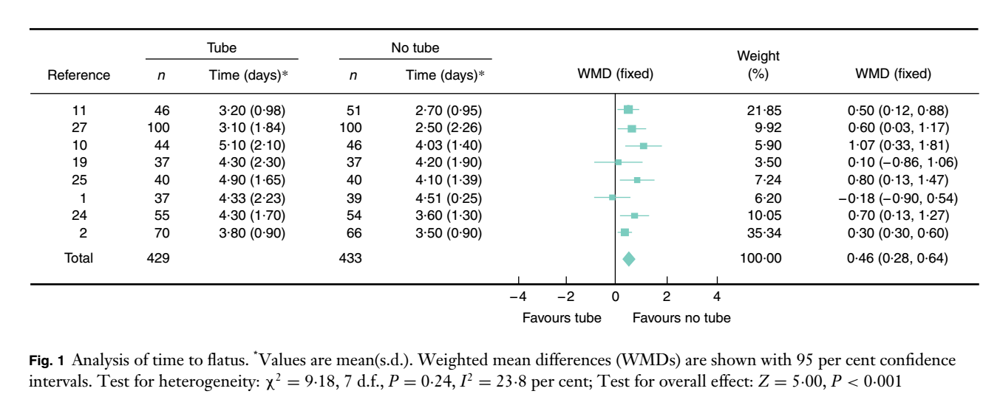 Tube No tube
Weight
Reference n Time (days)* n Time (days)* WMD (fixed) (%) WMD (fixed)
11 46 3·20 (0·98) 51 2·70 (0·95) 21·85 0·50 (0·12, 0·88)
27 100 3·10 (1·84) 100 2·50 (2·26) 9·92 0·60 (0·03, 1·17)
10 44 5·10 (2·10) 46 4·03 (1·40) 5·90 1·07 (0·33, 1·81)
19 37 4·30 (2·30) 37 4·20 (1·90) 3·50 0·10 (−0·86, 1·06)
25 40 4·90 (1·65) 40 4·10 (1·39) 7·24 0·80 (0·13, 1·47)
1 37 4·33 (2·23) 39 4·51 (0·25) 6·20 −0·18 (−0·90, 0·54)
24 55 4·30 (1·70) 54 3·60 (1·30) 10·05 0·70 (0·13, 1·27)
2 70 3·80 (0·90) 66 3·50 (0·90) 35·34 0·30 (0·30, 0·60)
Total 429 433 100·00 0·46 (0·28, 0·64)
−4 −2 0 2 4
Favours tube Favours no tube
Fig. 1 Analysis of time to flatus. *Values are mean(s.d.). Weighted mean differences (WMDs) are shown with 95 per cent confidence
intervals. Test for heterogeneity: χ² = 9·18, 7 d.f., P = 0·24, I² = 23·8 per cent; Test for overall effect: Z = 5·00, P < 0·001